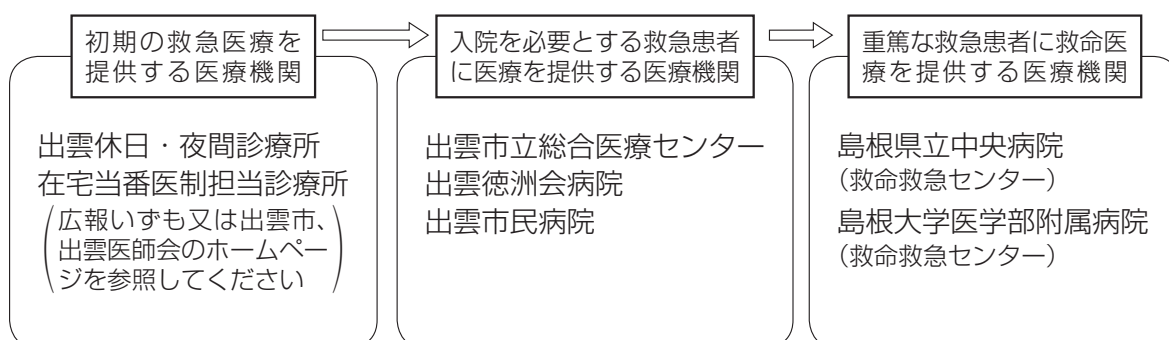 初期の救急医療を
提供する医療機関
出雲休日・夜間診療所
在宅当番医制担当診療所
(広報いずも又は出雲市、
出雲医師会のホームペー
ジを参照してください)
入院を必要とする救急患者
に医療を提供する医療機関
出雲市立総合医療センター
出雲徳洲会病院
出雲市民病院
重篤な救急患者に救命医
療を提供する医療機関
島根県立中央病院
(救命救急センター)
島根大学医学部附属病院
(救命救急センター)